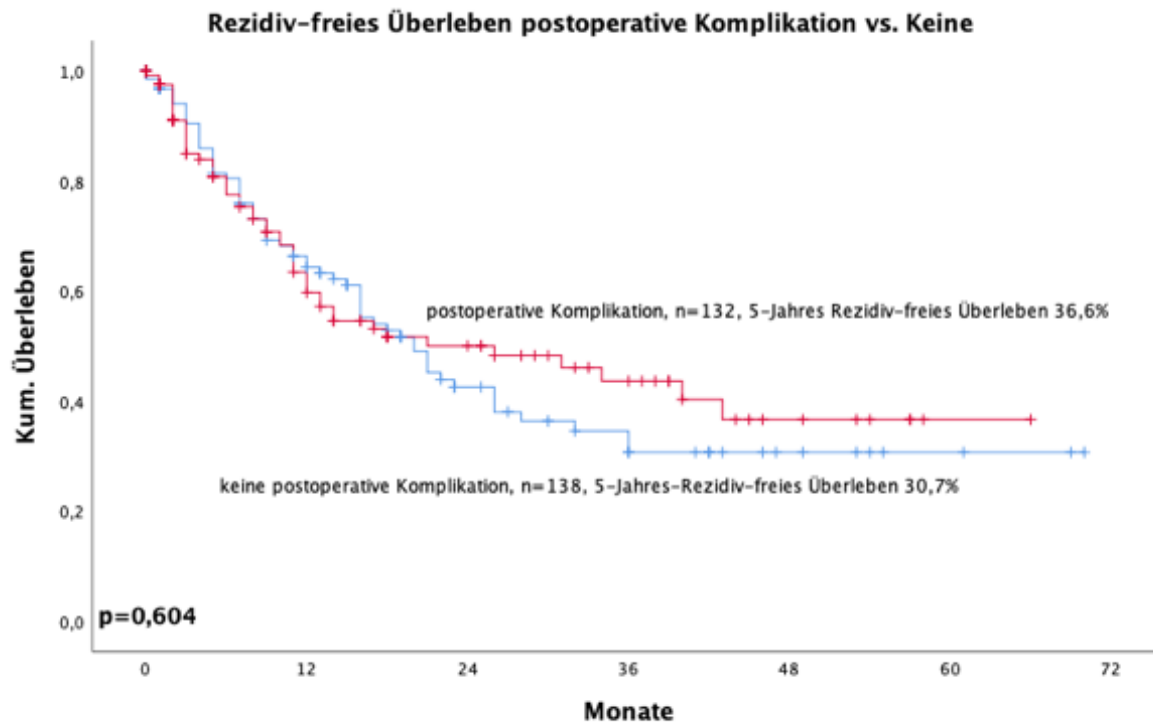 Rezidiv-freies Überleben postoperative Komplikation vs. Keine
Kum. Überleben
1,0
0,8
0,6
0,4
0,2
0,0
postoperative Komplikation, n=132, 5-Jahres Rezidiv-freies Überleben 36,6%
keine postoperative Komplikation, n=138, 5-Jahres-Rezidiv-freies Überleben 30,7%
p=0,604
0 12 24 36 48 60 72
Monate